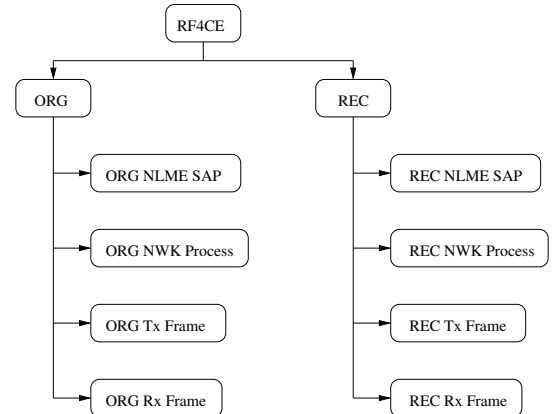 RF4CE
ORG
REC
ORG NLME SAP
REC NLME SAP
ORG NWK Process
REC NWK Process
ORG Tx Frame
REC Tx Frame
ORG Rx Frame
REC Rx Frame